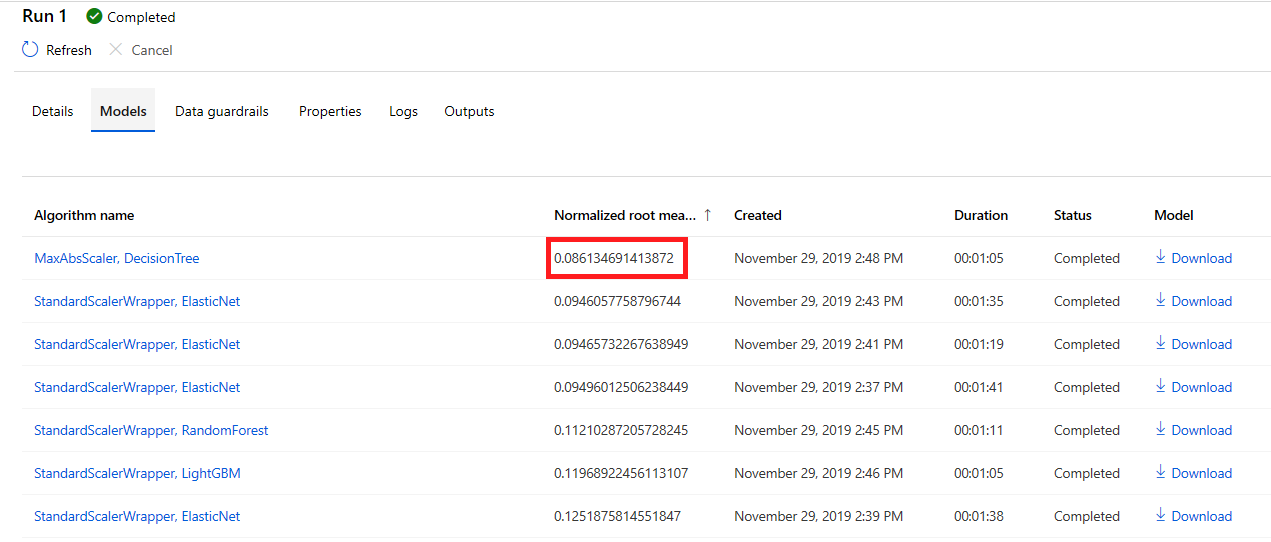 Run 1 Completed
Refresh Cancel
Details Models Data guardrails Properties Logs Outputs
Algorithm name Normalized root mea... ↑ Created Duration Status Model
MaxAbsScaler, DecisionTree 0.086134691413872 November 29, 2019 2:48 PM 00:01:05 Completed Download
StandardScalerWrapper, ElasticNet 0.0946057758796744 November 29, 2019 2:43 PM 00:01:35 Completed Download
StandardScalerWrapper, ElasticNet 0.09465732267638949 November 29, 2019 2:41 PM 00:01:19 Completed Download
StandardScalerWrapper, ElasticNet 0.09496012506238449 November 29, 2019 2:37 PM 00:01:41 Completed Download
StandardScalerWrapper, RandomForest 0.11210287205728245 November 29, 2019 2:45 PM 00:01:11 Completed Download
StandardScalerWrapper, LightGBM 0.11968922456113107 November 29, 2019 2:46 PM 00:01:05 Completed Download
StandardScalerWrapper, ElasticNet 0.1251875814551847 November 29, 2019 2:39 PM 00:01:38 Completed Download